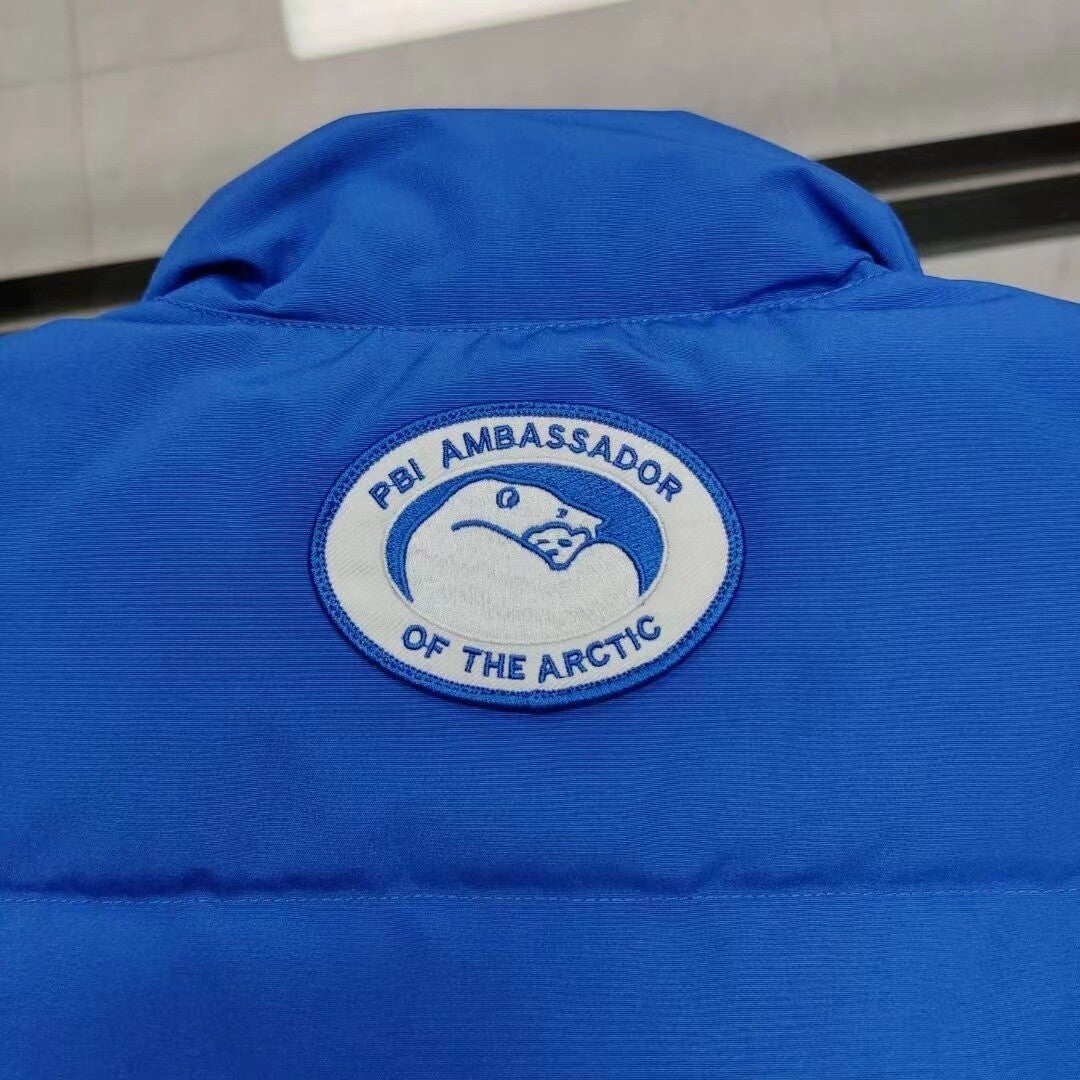 PBI AMBASSADOR
OF THE ARCTIC